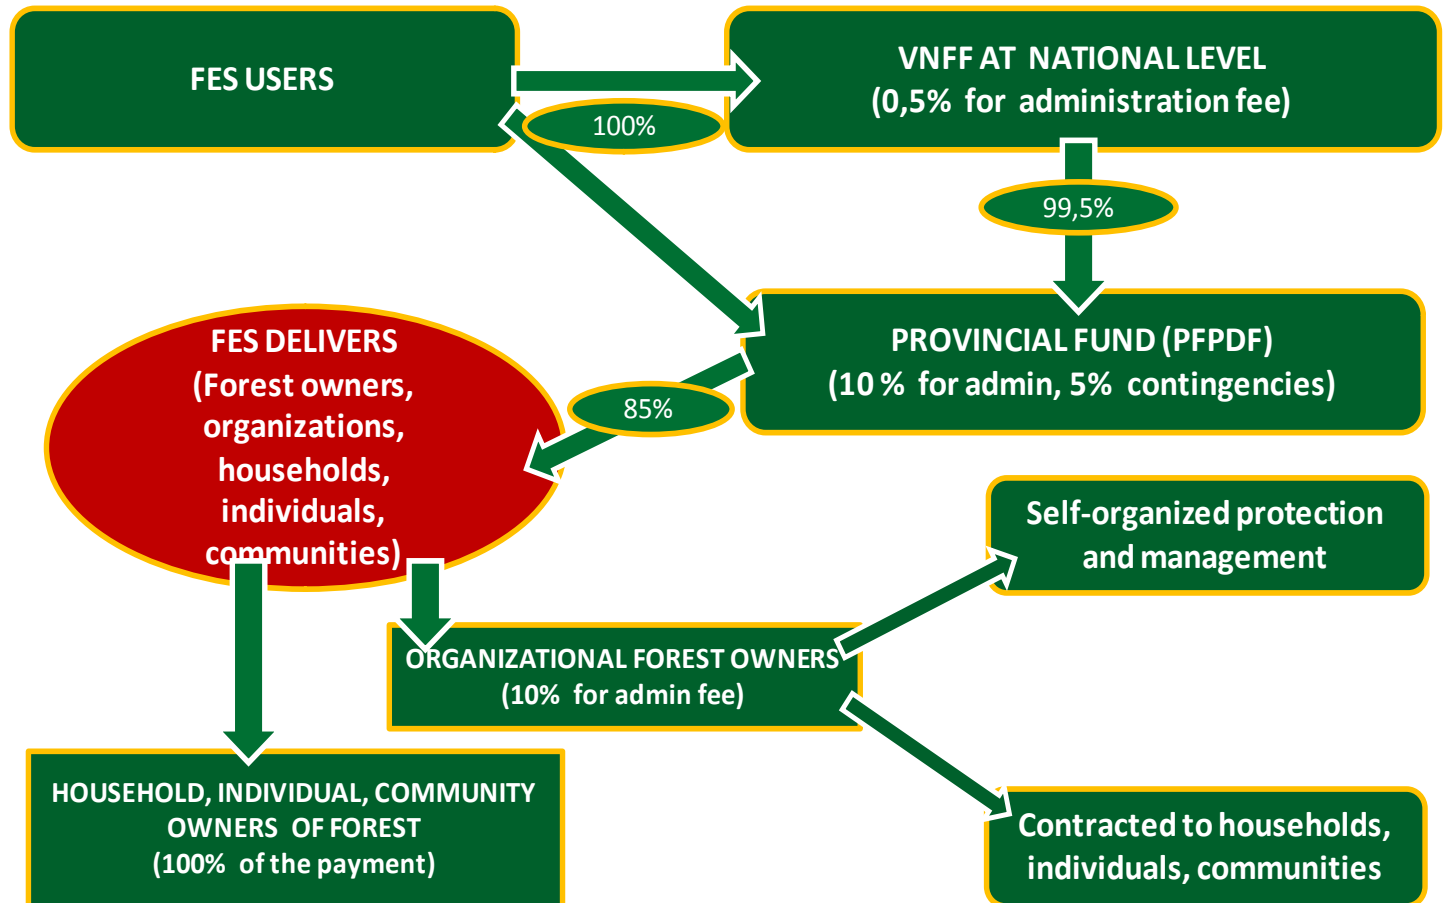 FES USERS
VNFF AT NATIONAL LEVEL
(0,5% for administration fee)
100%
99,5%
FES DELIVERS
(Forest owners,
organizations,
households,
individuals,
communities)
PROVINCIAL FUND (PFPDF)
(10 % for admin, 5% contingencies)
85%
Self-organized protection
and management
ORGANIZATIONAL FOREST OWNERS
(10% for admin fee)
HOUSEHOLD, INDIVIDUAL, COMMUNITY
OWNERS OF FOREST
(100% of the payment)
Contracted to households,
individuals, communities